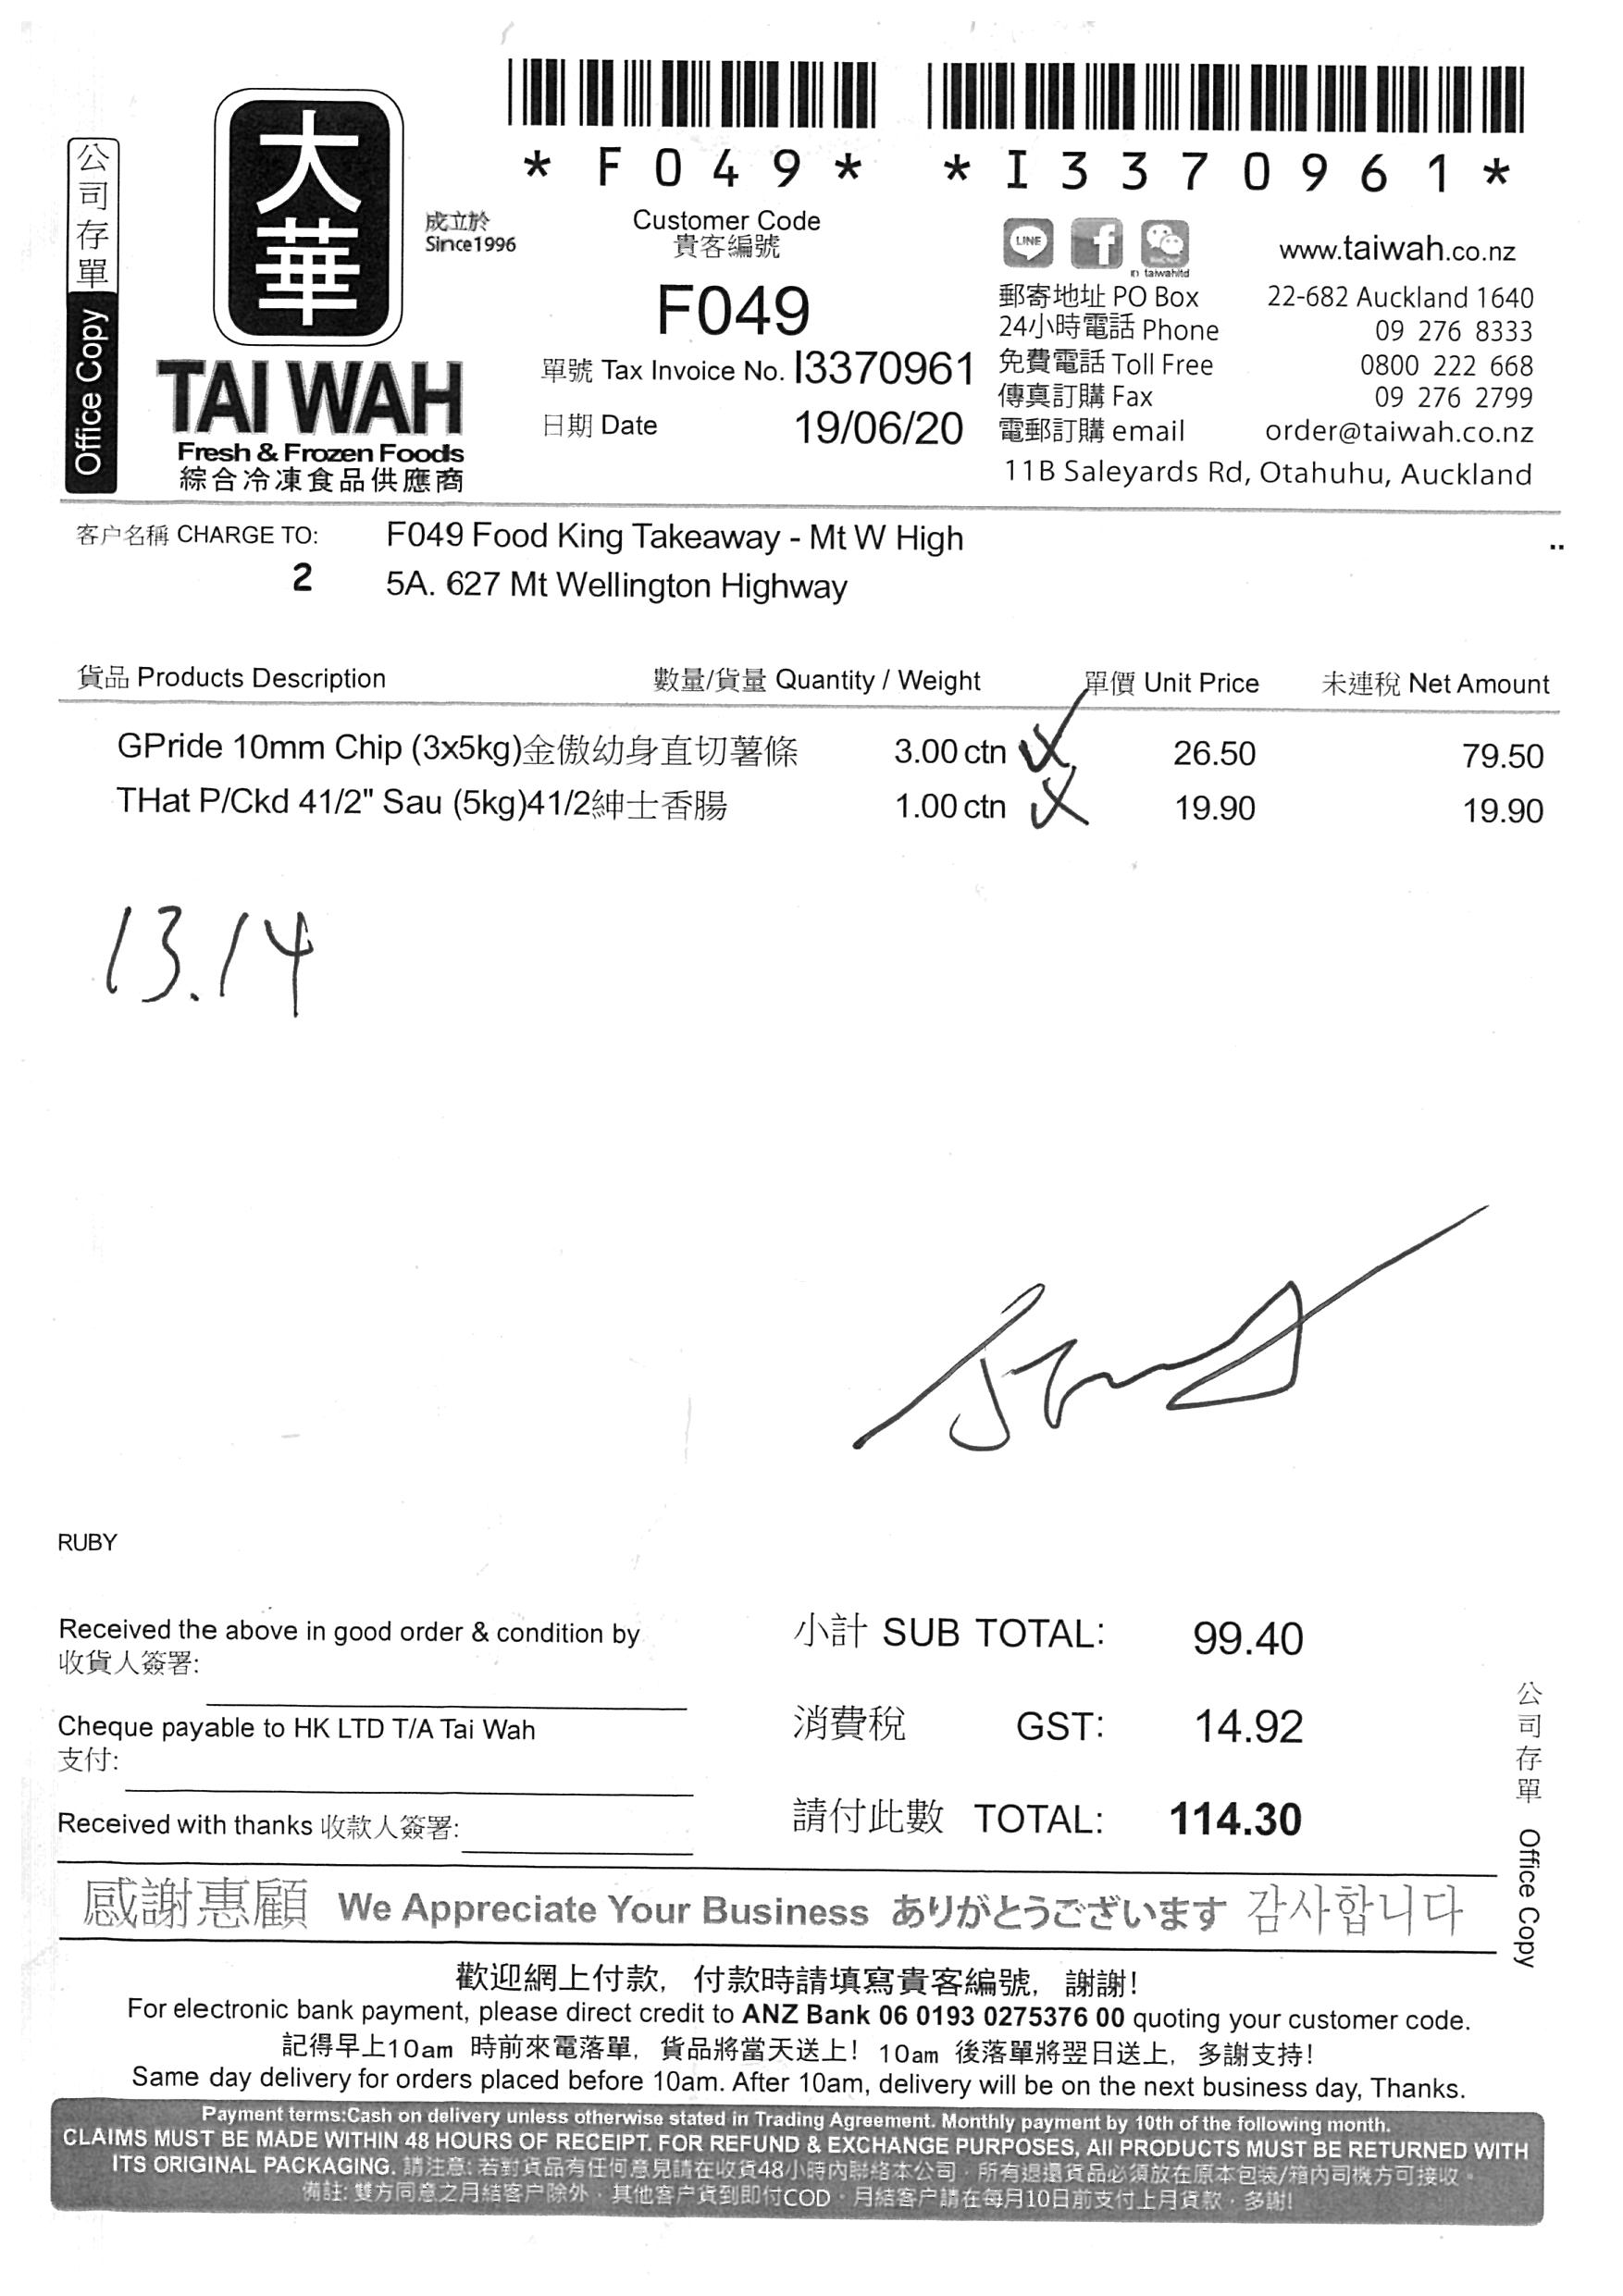 * F 0 4 9 *
* I 3 3 7 0 9 6 1 *
公司存單 Office Copy
大華
成立於
Since1996
TAI WAH
Fresh & Frozen Foods
綜合冷凍食品供應商
Customer Code
貴客編號
F049
單號 Tax Invoice No. I3370961
日期 Date 19/06/20
LINE
www.taiwah.co.nz
郵寄地址 PO Box 22-682 Auckland 1640
24小時電話 Phone 09 276 8333
免費電話 Toll Free 0800 222 668
傳真訂購 Fax 09 276 2799
電郵訂購 email order@taiwah.co.nz
11B Saleyards Rd, Otahuhu, Auckland
客户名稱 CHARGE TO: F049 Food King Takeaway - Mt W High ..
2 5A. 627 Mt Wellington Highway
貨品 Products Description 數量/貨量 Quantity / Weight 單價 Unit Price 未連稅 Net Amount
GPride 10mm Chip (3x5kg)金傲幼身直切薯條 3.00 ctn 26.50 79.50
THat P/Ckd 41/2" Sau (5kg)41/2紳士香腸 1.00 ctn 19.90 19.90
13.14
RUBY
Received the above in good order & condition by
收貨人簽署:
Cheque payable to HK LTD T/A Tai Wah
支付:
Received with thanks 收款人簽署:
小計 SUB TOTAL: 99.40
消費稅 GST: 14.92
請付此數 TOTAL: 114.30
公司存單 Office Copy
感謝惠顧 We Appreciate Your Business ありがとうございます 감사합니다
歡迎網上付款, 付款時請填寫貴客編號, 謝謝!
For electronic bank payment, please direct credit to ANZ Bank 06 0193 0275376 00 quoting your customer code.
記得早上10am 時前來電落單, 貨品將當天送上! 10am 後落單將翌日送上, 多謝支持!
Same day delivery for orders placed before 10am. After 10am, delivery will be on the next business day, Thanks.
Payment terms:Cash on delivery unless otherwise stated in Trading Agreement. Monthly payment by 10th of the following month.
CLAIMS MUST BE MADE WITHIN 48 HOURS OF RECEIPT. FOR REFUND & EXCHANGE PURPOSES, All PRODUCTS MUST BE RETURNED WITH
ITS ORIGINAL PACKAGING. 請注意: 若對貨品有任何意見請在收貨48小時內聯絡本公司‧所有退還貨品必須放在原本包裝/箱內司機方可接收。
備註: 雙方同意之月結客户除外‧其他客户貨到即付COD‧月結客户請在每月10日前支付上月貨款‧多謝!